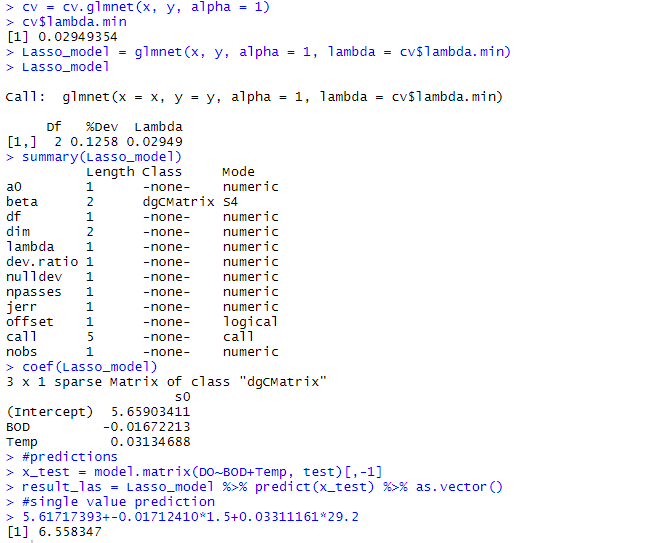 > cv = cv.glmnet(x, y, alpha = 1)
> cv$lambda.min
[1] 0.02949354
> Lasso_model = glmnet(x, y, alpha = 1, lambda = cv$lambda.min)
> Lasso_model
Call:  glmnet(x = x, y = y, alpha = 1, lambda = cv$lambda.min)
     Df   %Dev  Lambda
[1,]  2 0.1258 0.02949
> summary(Lasso_model)
          Length Class     Mode
a0        1      -none-    numeric
beta      2      dgCMatrix S4
df        1      -none-    numeric
dim       2      -none-    numeric
lambda    1      -none-    numeric
dev.ratio 1      -none-    numeric
nulldev   1      -none-    numeric
npasses   1      -none-    numeric
jerr      1      -none-    numeric
offset    1      -none-    logical
call      5      -none-    call
nobs      1      -none-    numeric
> coef(Lasso_model)
3 x 1 sparse Matrix of class "dgCMatrix"
                     s0
(Intercept)  5.65903411
BOD         -0.01672213
Temp         0.03134688
> #predictions
> x_test = model.matrix(DO~BOD+Temp, test)[,-1]
> result_las = Lasso_model %>% predict(x_test) %>% as.vector()
> #single value prediction
> 5.61717393+-0.01712410*1.5+0.03311161*29.2
[1] 6.558347